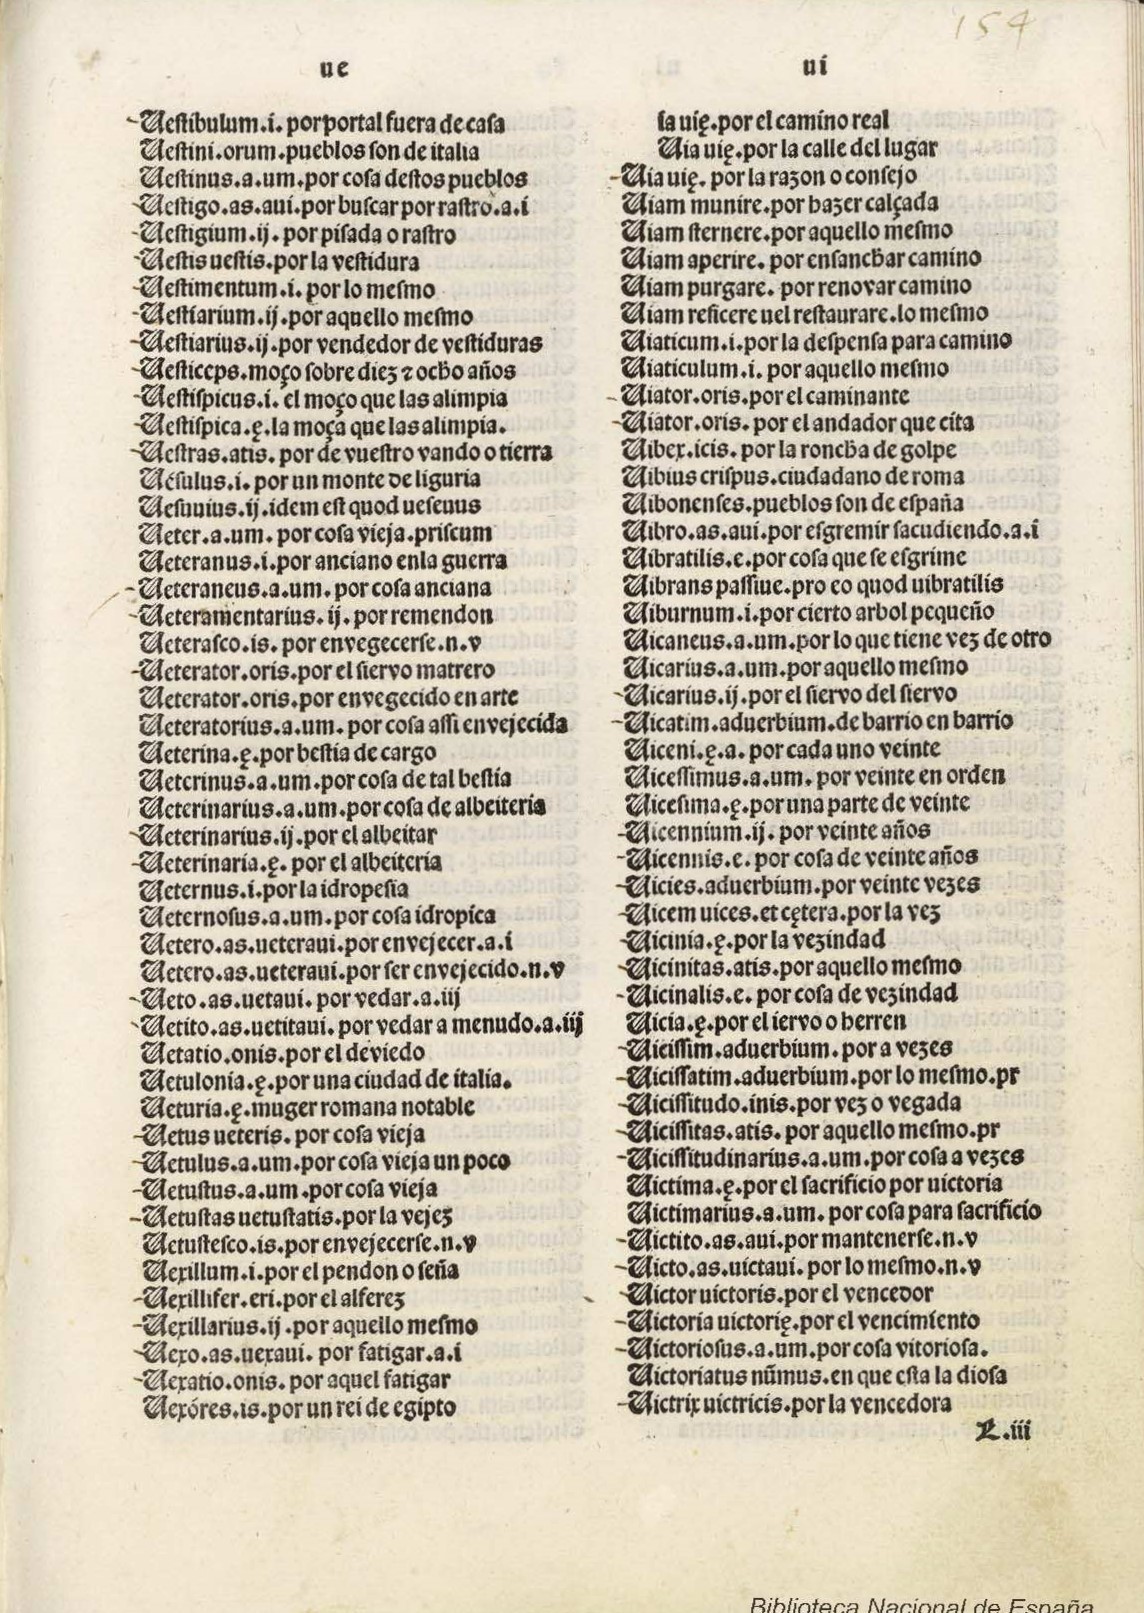 154
ue
Uestibulum.i. por portal fuera de casa
Uestini.orum.pueblos son de italia
Uestinus.a.um.por cosa destos pueblos
Uestigo.as.aui.por buscar por rastro.a.i
Uestigium.ij.por pisada o rastro
Uestis uestis.por la vestidura
Uestimentum.i. por lo mesmo
Uestiarium.ij.por aquello mesmo
Uestiarius.ij.por vendedor de vestiduras
Uesticeps.moço sobre diez ⁊ ocho años
Uestispicus.i. el moço que las alimpia
Uestispica.ę.la moça que las alimpia.
Uestras.atis. por de vuestro vando o tierra
Uesulus.i. por un monte de liguria
Uesuuius.ij.idem est quod ueseuus
Ueter.a.um. por cosa vieja.priscum
Ueteranus.i.por anciano enla guerra
Ueteraneus.a.um. por cosa anciana
Ueteramentarius.ij. por remendon
Ueterasco.is. por envegecerse.n.v
Ueterator.oris.por el siervo matrero
Ueterator.oris.por envegecido en arte
Ueteratorius.a.um. por cosa assi envejecida
Ueterina.ę.por bestia de cargo
Ueterinus.a.um.por cosa de tal bestia
Ueterinarius.a.um.por cosa de albeiteria
Ueterinarius.ij.por el albeitar
Ueterinaria.ę. por el albeiteria
Ueternus.i.por la idropesia
Ueternosus.a.um. por cosa idropica
Uetero.as.ueteraui.por envejecer.a.i
Uetero.as.ueteraui.por ser envejecido.n.v
Ueto.as.uetaui. por vedar.a.iij
Uetito.as.uetitaui. por vedar a menudo.a.iij
Uetatio.onis.por el deviedo
Uetulonia.ę.por una ciudad de italia.
Ueturia.ę.muger romana notable
Uetus ueteris. por cosa vieja
Uetulus.a.um.por cosa vieja un poco
Uetustus.a.um.por cosa vieja
Uetustas uetustatis.por la vejez
Uetustesco.is.por envejecerse.n.v
Uexillum.i.por el pendon o seña
Uexillifer.eri.por el alferez
Uexillarius.ij.por aquello mesmo
Uexo.as.uexaui. por fatigar.a.i
Uexatio.onis. por aquel fatigar
Uexóres.is.por un rei de egipto
ui
sa uię.por el camino real
Uia uię.por la calle del lugar
Uia uię. por la razon o consejo
Uiam munire.por hazer calçada
Uiam sternere.por aquello mesmo
Uiam aperire. por ensanchar camino
Uiam purgare. por renovar camino
Uiam reficere uel restaurare.lo mesmo
Uiaticum.i.por la despensa para camino
Uiaticulum.i. por aquello mesmo
Uiator.oris.por el caminante
Uiator.oris. por el andador que cita
Uibex.icis. por la roncha de golpe
Uibius crispus.ciudadano de roma
Uibonenses.pueblos son de españa
Uibro.as.aui.por esgremir sacudiendo.a.i
Uibratilis.e.por cosa que se esgrime
Uibrans passiue.pro eo quod uibratilis
Uiburnum.i.por cierto arbol pequeño
Uicaneus.a.um.por lo que tiene vez de otro
Uicarius.a.um.por aquello mesmo
Uicarius.ij.por el siervo del siervo
Uicatim.aduerbium.de barrio en barrio
Uiceni.ę.a. por cada uno veinte
Uicessimus.a.um. por veinte en orden
Uicesima.ę.por una parte de veinte
Uicennium.ij. por veinte años
Uicennis.e. por cosa de veinte años
Uicies.aduerbium.por veinte vezes
Uicem uices.et cętera.por la vez
Uicinia.ę.por la vezindad
Uicinitas.atis.por aquello mesmo
Uicinalis.e. por cosa de vezindad
Uicia.ę.por el iervo o herren
Uicissim.aduerbium. por a vezes
Uicissatim.aduerbium.por lo mesmo.pr
Uicissitudo.inis.por vez o vegada
Uicissitas.atis. por aquello mesmo.pr
Uicissitudinarius.a.um.por cosa a vezes
Uictima.ę.por el sacrificio por uictoria
Uictimarius.a.um. por cosa para sacrificio
Uictito.as.aui.por mantenerse.n.v
Uicto.as.uictaui. por lo mesmo.n.v
Uictor uictoris.por el vencedor
Uictoria uictorię.por el vencimiento
Uictoriosus.a.um.por cosa vitoriosa.
Uictoriatus nũmus.en que esta la diosa
Uictrix uictricis.por la vencedora
.iii
Biblioteca Nacional de España